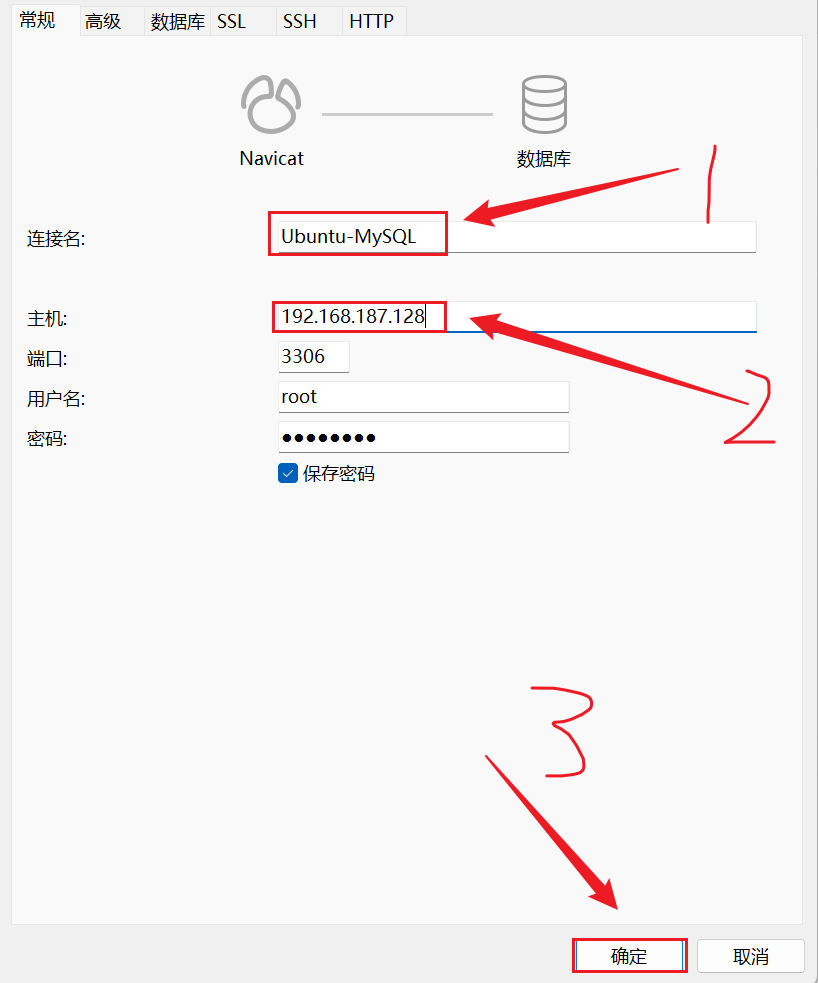 常规 高级 数据库 SSL SSH HTTP
Navicat 数据库
1
连接名: Ubuntu-MySQL
主机: 192.168.187.128
端口: 3306
2
用户名: root
密码: ●●●●●●●●
保存密码
3
确定 取消